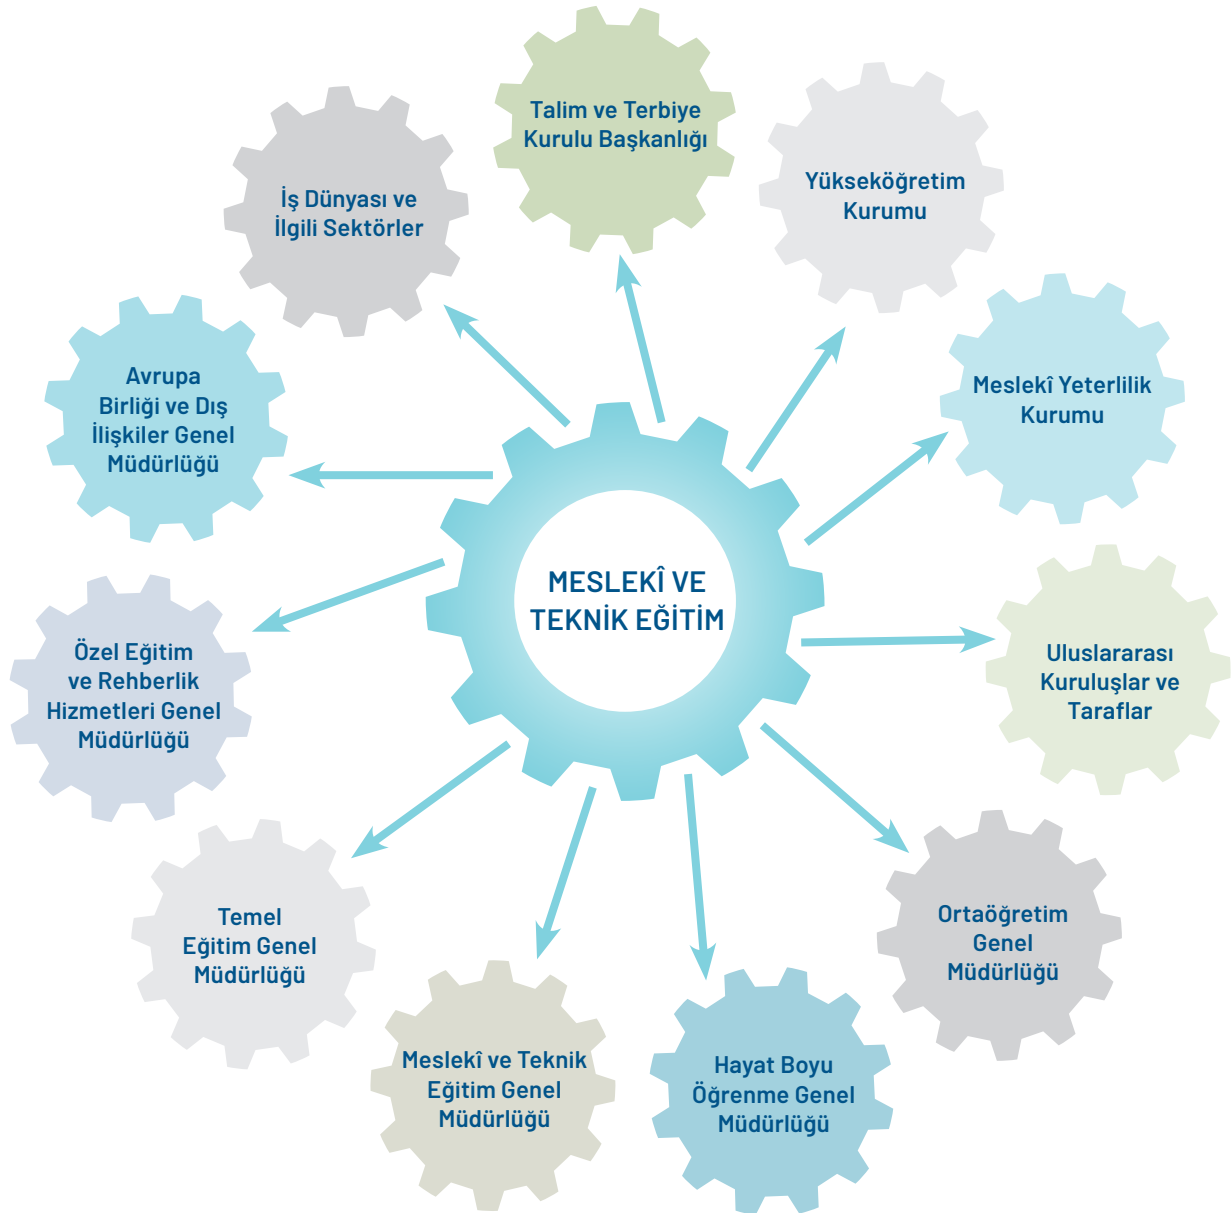 Talim ve Terbiye
Kurulu Başkanlığı
Yükseköğretim
Kurumu
Meslekî Yeterlilik
Kurumu
Uluslararası
Kuruluşlar ve
Taraflar
Ortaöğretim
Genel
Müdürlüğü
Hayat Boyu
Öğrenme Genel
Müdürlüğü
Meslekî ve Teknik
Eğitim Genel
Müdürlüğü
Temel
Eğitim Genel
Müdürlüğü
Özel Eğitim
ve Rehberlik
Hizmetleri Genel
Müdürlüğü
Avrupa
Birliği ve Dış
İlişkiler Genel
Müdürlüğü
İş Dünyası ve
İlgili Sektörler
MESLEKÎ VE
TEKNİK EĞİTİM